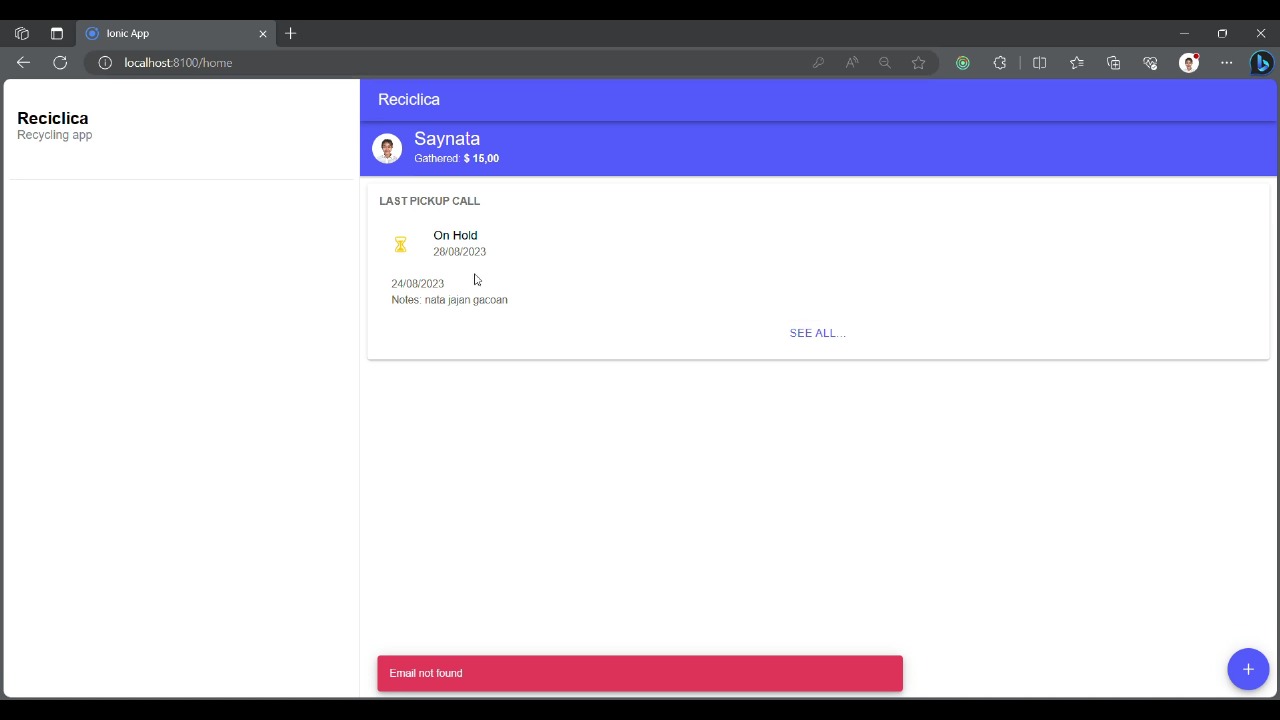 Ionic App
localhost:8100/home
Reciclica
Recycling app
Reciclica
Saynata
Gathered: $ 15,00
LAST PICKUP CALL
On Hold
28/08/2023
24/08/2023
Notes: nata jajan gacoan
SEE ALL...
Email not found